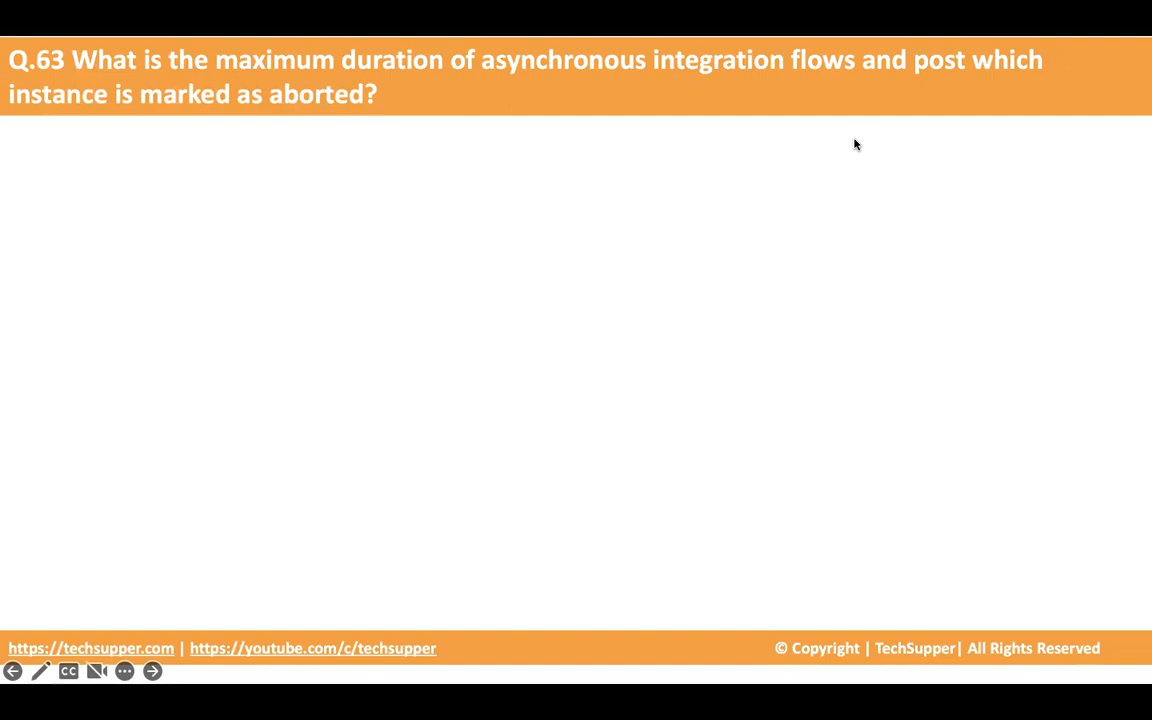 Q.63 What is the maximum duration of asynchronous integration flows and post which
instance is marked as aborted?
https://techsupper.com | https://youtube.com/c/techsupper
© Copyright | TechSupper| All Rights Reserved
CC